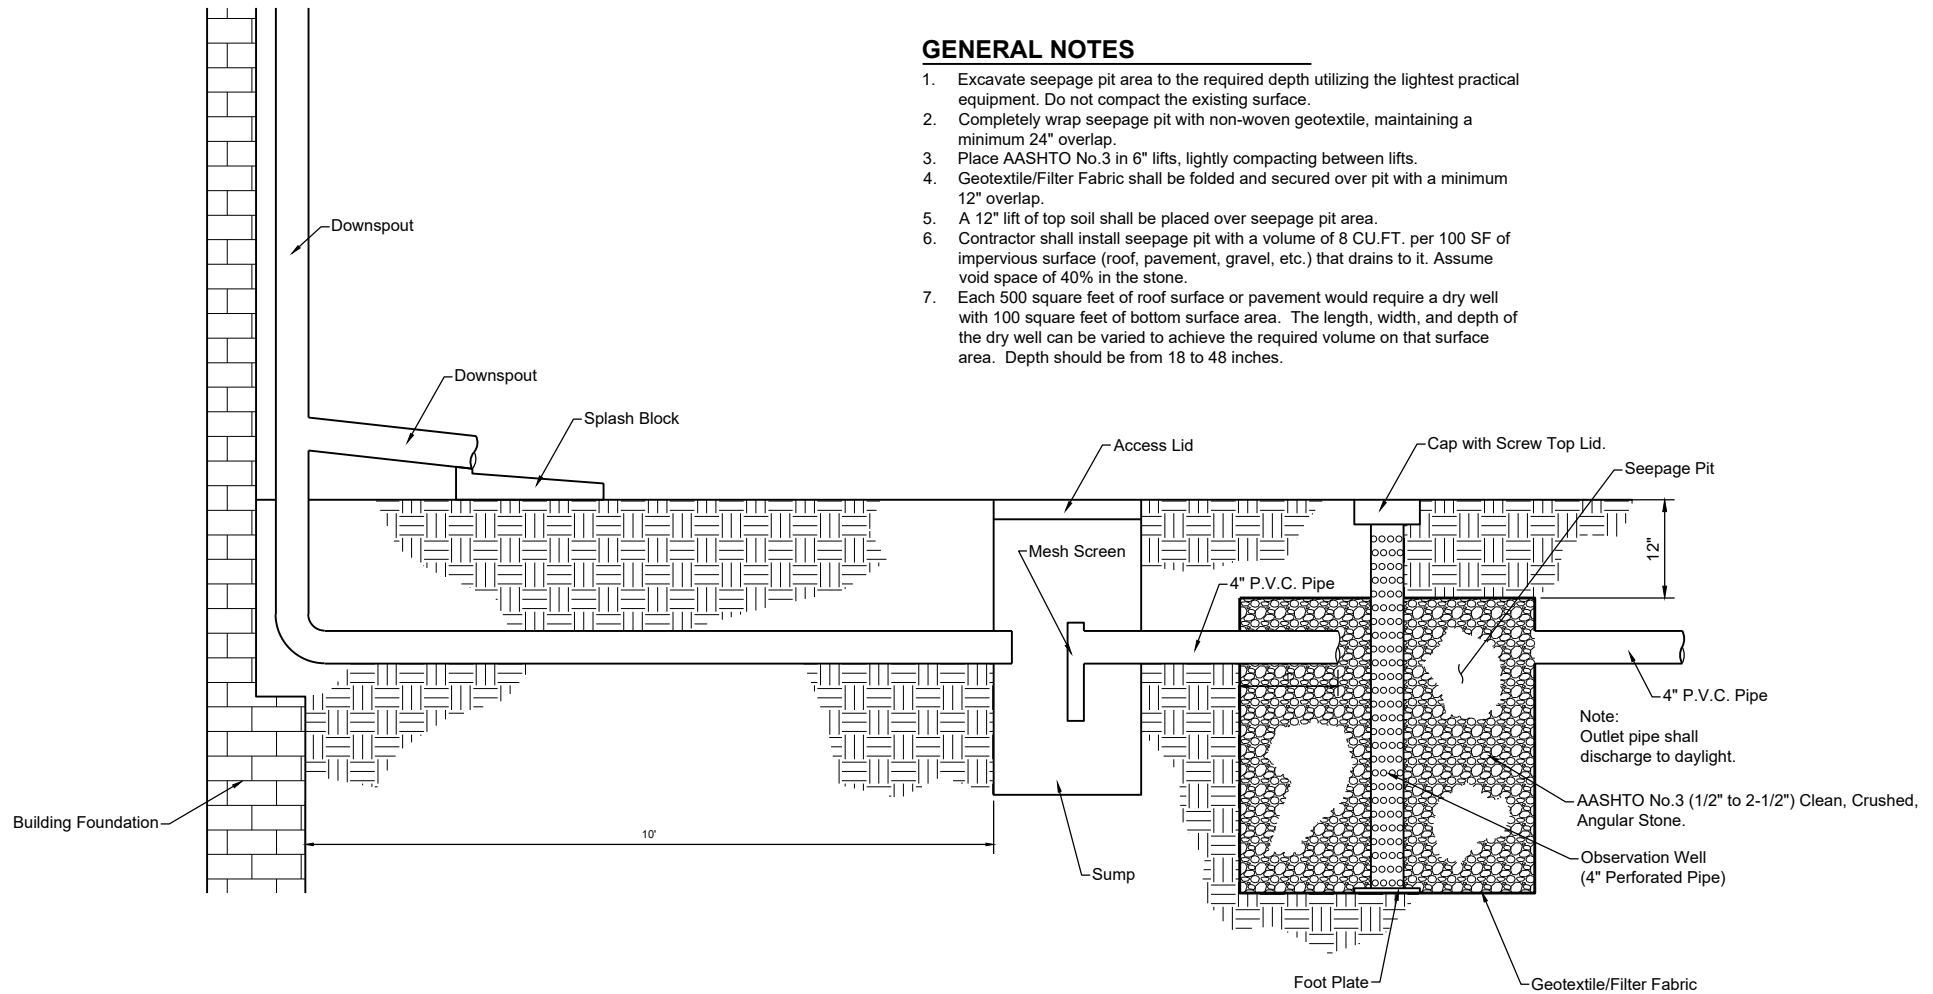 GENERAL NOTES
1. Excavate seepage pit area to the required depth utilizing the lightest practical
equipment. Do not compact the existing surface.
2. Completely wrap seepage pit with non-woven geotextile, maintaining a
minimum 24" overlap.
3. Place AASHTO No.3 in 6" lifts, lightly compacting between lifts.
4. Geotextile/Filter Fabric shall be folded and secured over pit with a minimum
12" overlap.
5. A 12" lift of top soil shall be placed over seepage pit area.
6. Contractor shall install seepage pit with a volume of 8 CU.FT. per 100 SF of
impervious surface (roof, pavement, gravel, etc.) that drains to it. Assume
void space of 40% in the stone.
7. Each 500 square feet of roof surface or pavement would require a dry well
with 100 square feet of bottom surface area. The length, width, and depth of
the dry well can be varied to achieve the required volume on that surface
area. Depth should be from 18 to 48 inches.
Downspout
Downspout
Splash Block
Access Lid
Cap with Screw Top Lid.
Seepage Pit
Mesh Screen
12"
4" P.V.C. Pipe
4" P.V.C. Pipe
Note:
Outlet pipe shall
discharge to daylight.
AASHTO No.3 (1/2" to 2-1/2") Clean, Crushed,
Angular Stone.
Building Foundation
10'
Observation Well
(4" Perforated Pipe)
Sump
Foot Plate
Geotextile/Filter Fabric